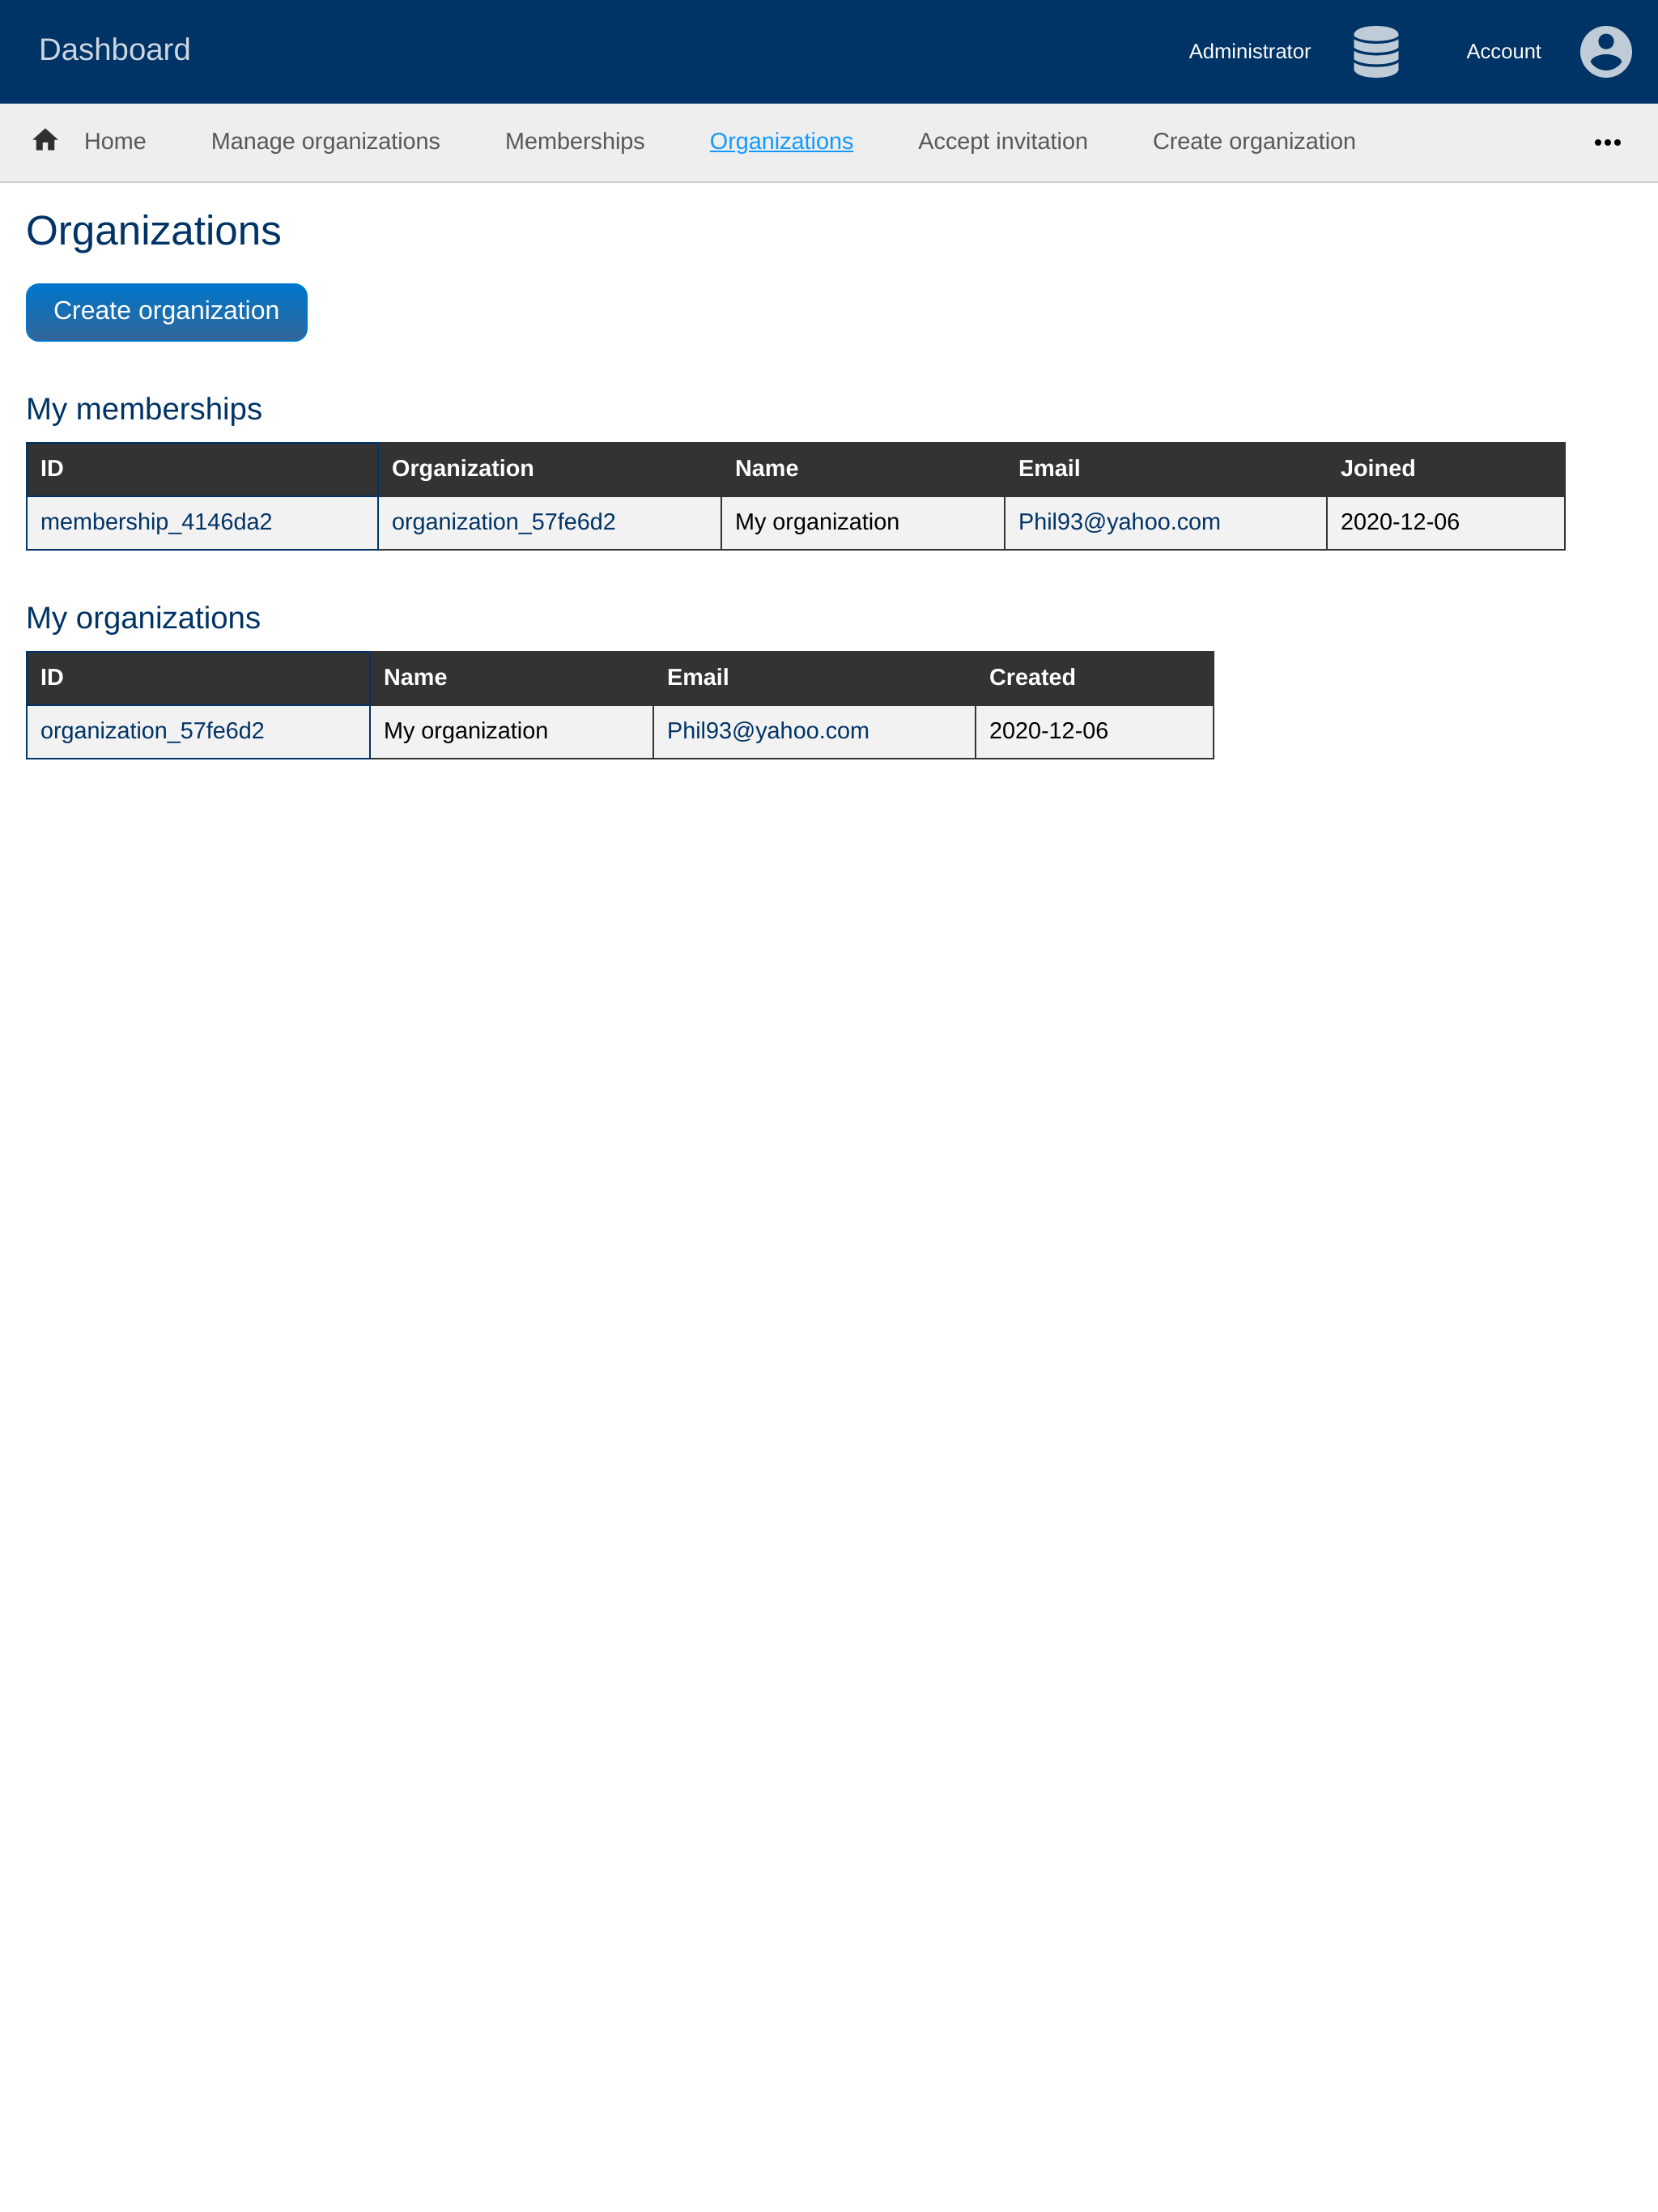 Dashboard Administrator Account
Home Manage organizations Memberships Organizations Accept invitation Create organization
Organizations
Create organization
My memberships
ID Organization Name Email Joined
membership_4146da2 organization_57fe6d2 My organization Phil93@yahoo.com 2020-12-06
My organizations
ID Name Email Created
organization_57fe6d2 My organization Phil93@yahoo.com 2020-12-06